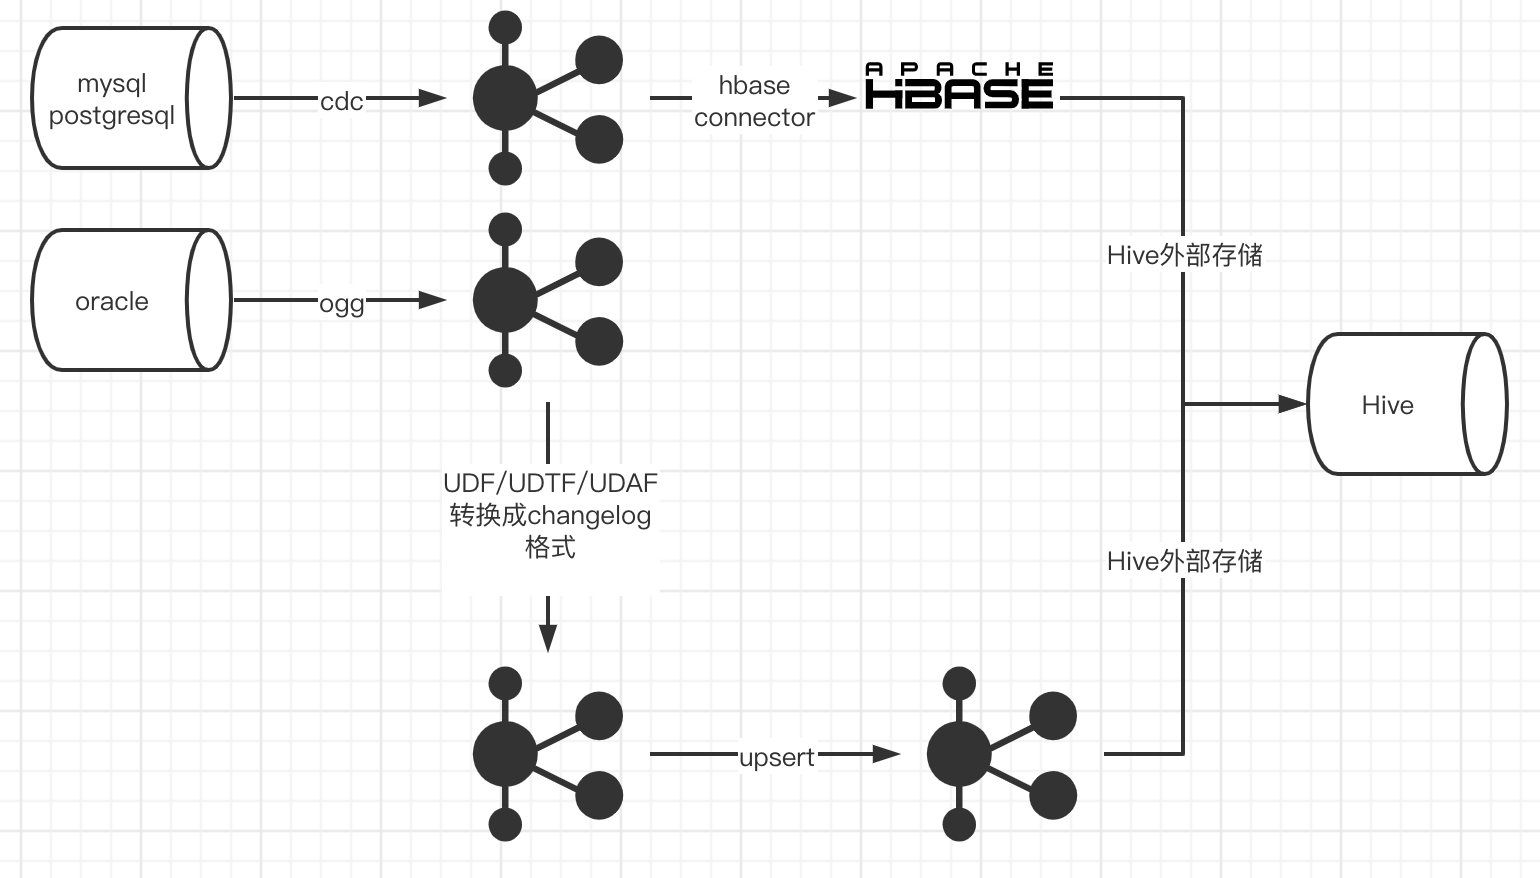 mysql
postgresql
cdc
hbase
connector
APACHE
HBASE
Hive外部存储
oracle
ogg
Hive
UDF/UDTF/UDAF
转换成changelog
格式
Hive外部存储
upsert